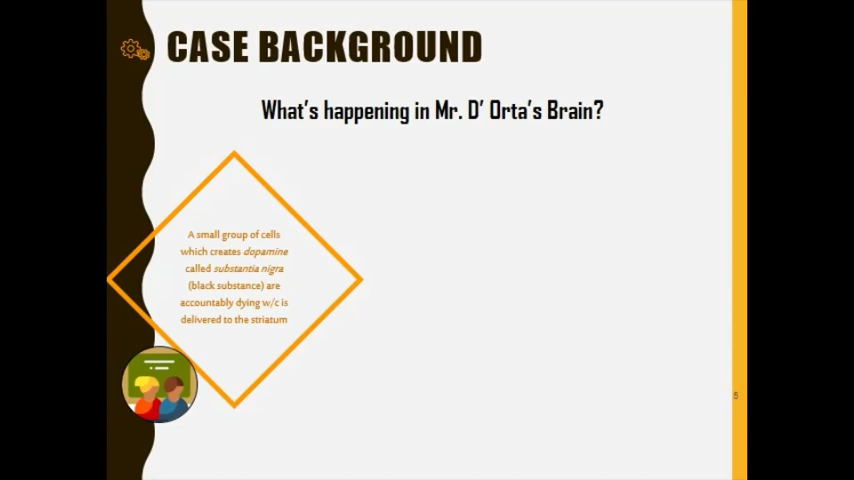 CASE BACKGROUND
What's happening in Mr. D' Orta's Brain?
A small group of cells
which creates dopamine
called substantia nigra
(black substance) are
accountably dying w/c is
delivered to the striatum
5